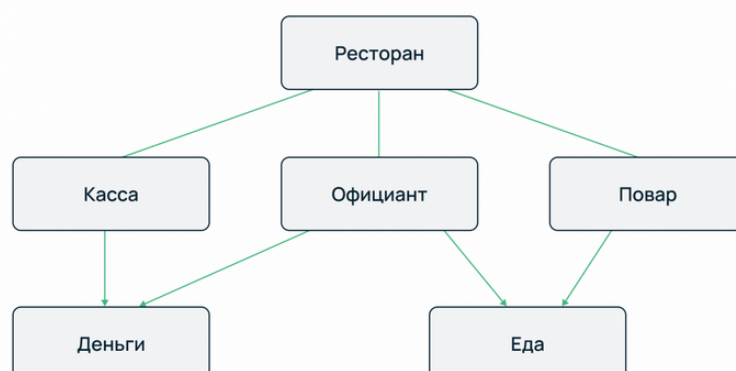 Ресторан
Касса
Официант
Повар
Деньги
Еда